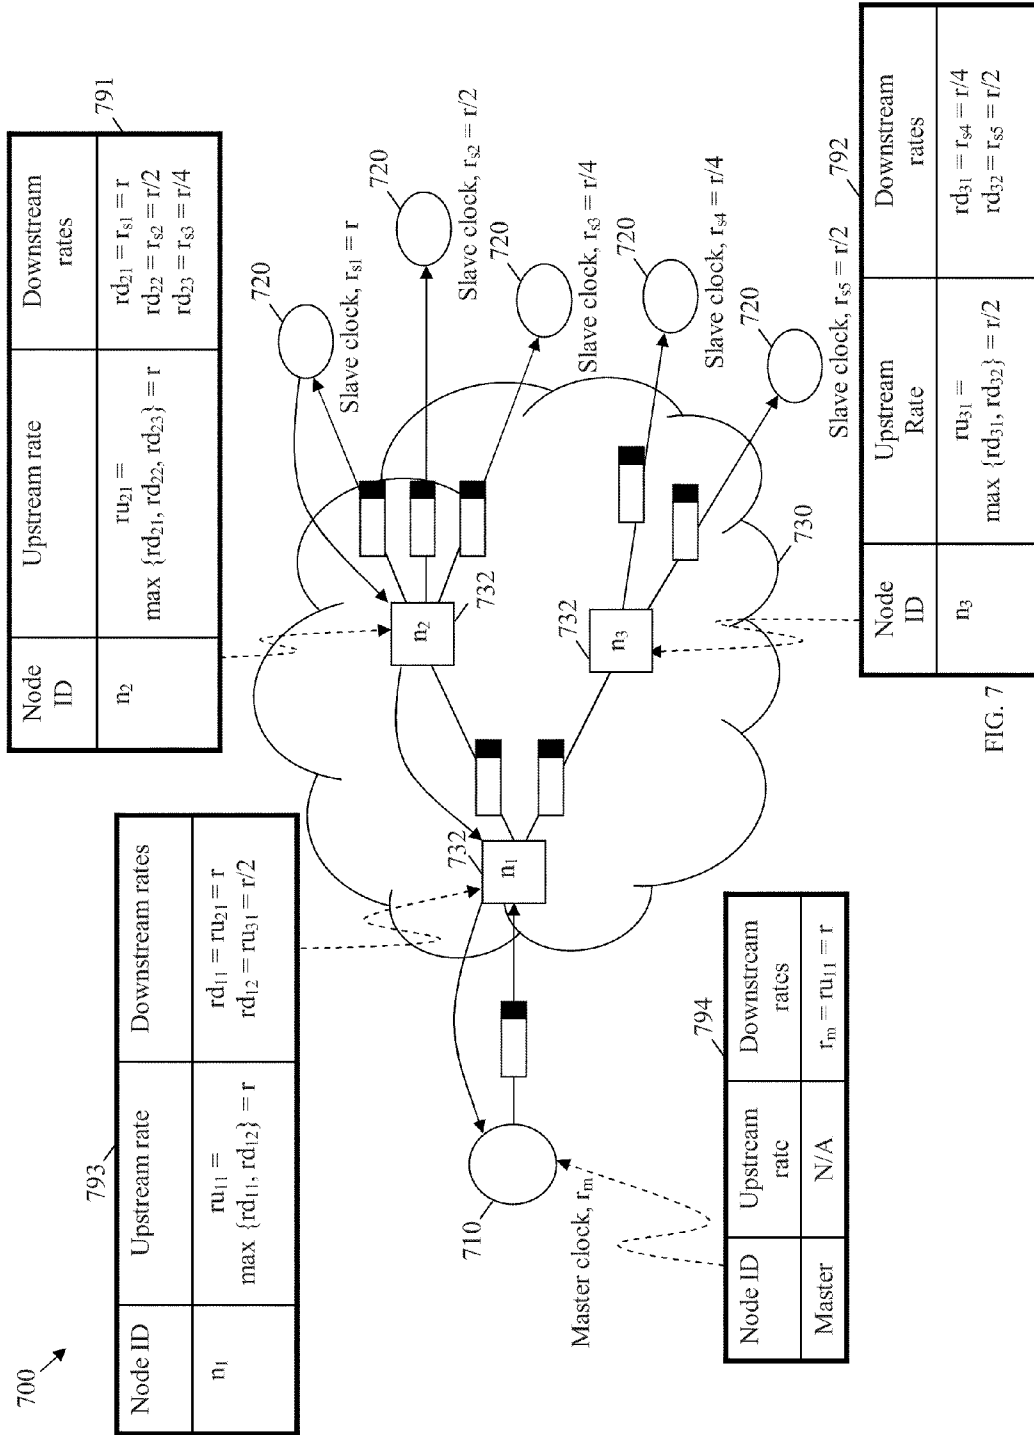 700
793
Node ID
Upstream rate
Downstream rates
n₁
ru₁₁ =
max {rd₁₁, rd₁₂} = r
rd₁₁ = ru₂₁ = r
rd₁₂ = ru₃₁ = r/2
791
Node
ID
Upstream rate
Downstream
rates
n₂
ru₂₁ =
max {rd₂₁, rd₂₂, rd₂₃} = r
rd₂₁ = rₛ₁ = r
rd₂₂ = rₛ₂ = r/2
rd₂₃ = rₛ₃ = r/4
710
Master clock, rₘ
732
n₁
n₂
732
732
n₃
730
720
Slave clock, rₛ₁ = r
720
Slave clock, rₛ₂ = r/2
720
Slave clock, rₛ₃ = r/4
720
Slave clock, rₛ₄ = r/4
720
Slave clock, rₛ₅ = r/2
794
Node ID
Upstream
rate
Downstream
rates
Master
N/A
rₘ = ru₁₁ = r
792
Node
ID
Upstream
Rate
Downstream
rates
n₃
ru₃₁ =
max {rd₃₁, rd₃₂} = r/2
rd₃₁ = rₛ₄ = r/4
rd₃₂ = rₛ₅ = r/2
FIG. 7